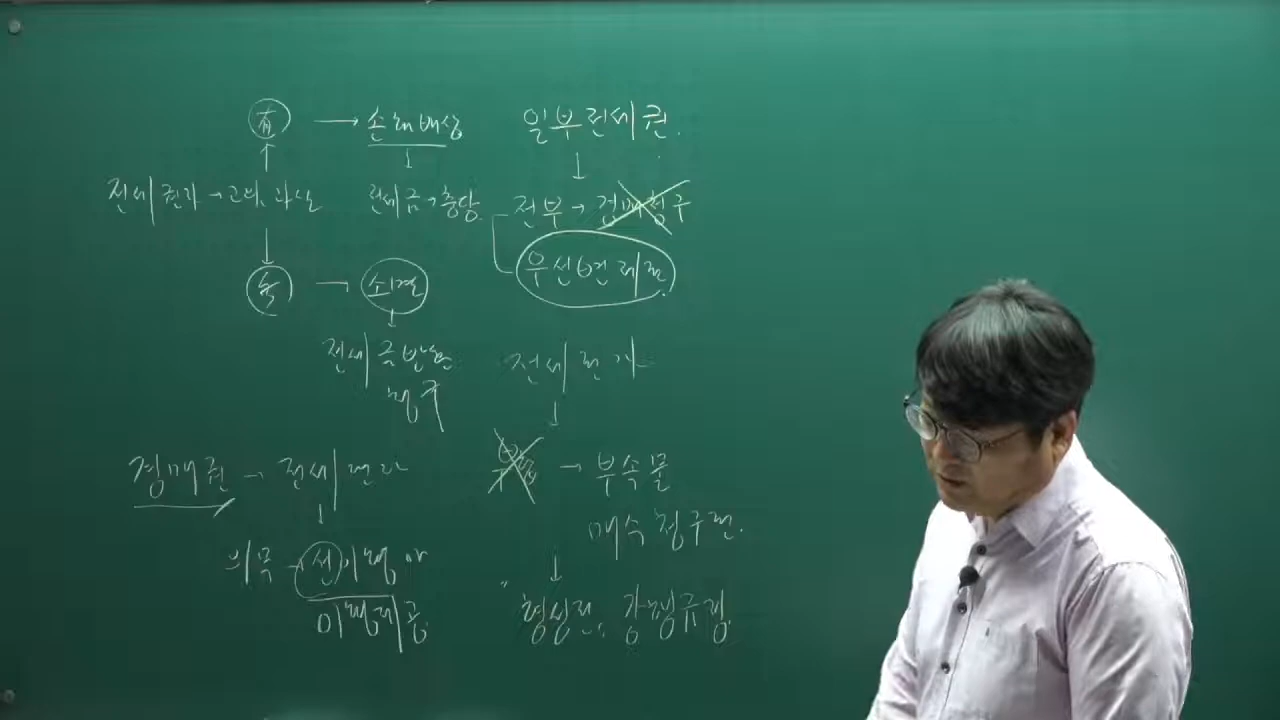 有 → 손해배상
↓
전세권자 → 고의, 과실
전세금 → 충당
소멸
↓
전세금반환
청구
경매권 → 전세권자
↓
의무 → 선이행 or
이행제공
일부전세권.
↓
전부 → 경매청구
우선변제권.
전세권자
↓
→ 부속물
매수청구권.
↓
"형성권", 강행규정.